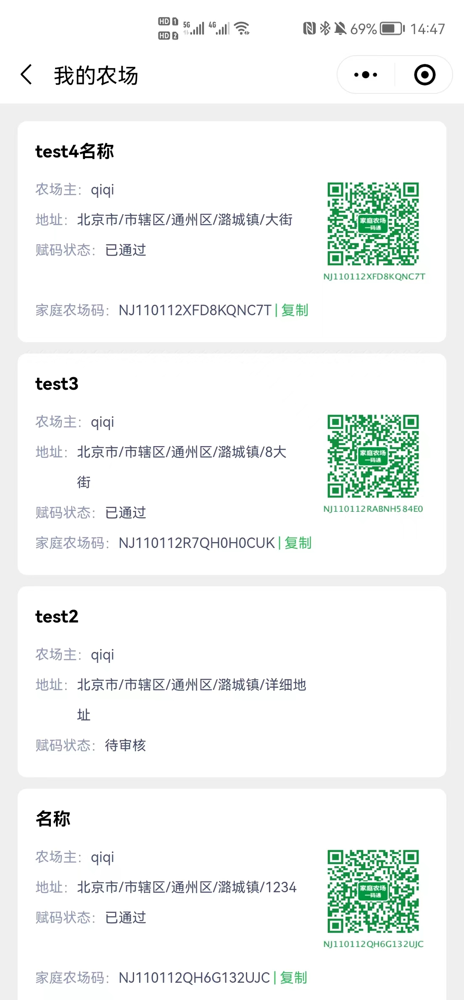 HD 1 5G 4G 69% 14:47
HD 2
我的农场
test4名称
农场主： qiqi
地址： 北京市/市辖区/通州区/潞城镇/大街
赋码状态： 已通过
家庭农场
一码通
NJ110112XFD8KQNC7T
家庭农场码： NJ110112XFD8KQNC7T | 复制
test3
农场主： qiqi
地址： 北京市/市辖区/通州区/潞城镇/8大
街
赋码状态： 已通过
家庭农场
一码通
NJ110112RABNH584E0
家庭农场码： NJ110112R7QH0H0CUK | 复制
test2
农场主： qiqi
地址： 北京市/市辖区/通州区/潞城镇/详细地
址
赋码状态： 待审核
名称
农场主： qiqi
地址： 北京市/市辖区/通州区/潞城镇/1234
赋码状态： 已通过
家庭农场
一码通
NJ110112QH6G132UJC
家庭农场码： NJ110112QH6G132UJC | 复制